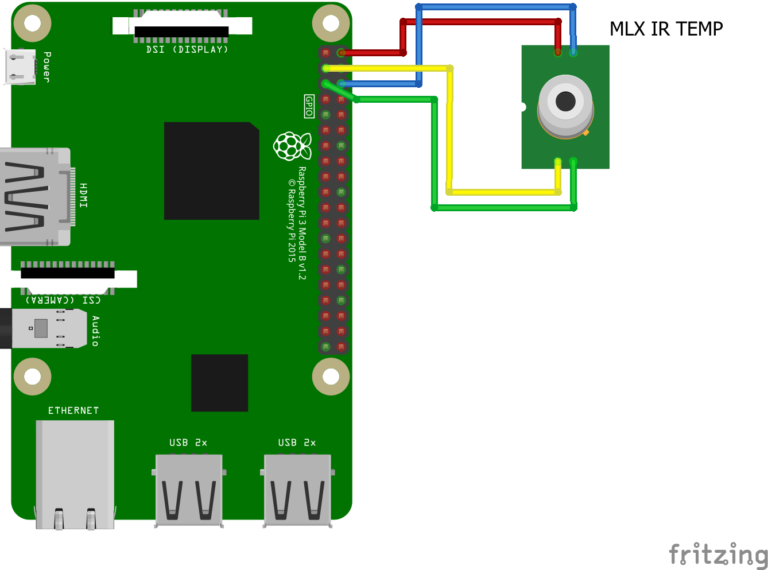 MLX IR TEMP
DSI (DISPLAY)
Power
GPIO
HDMI
Raspberry Pi 3 Model B v1.2
© Raspberry Pi 2015
CSI (CAMERA)
Audio
ETHERNET
USB 2x
USB 2x
fritzing